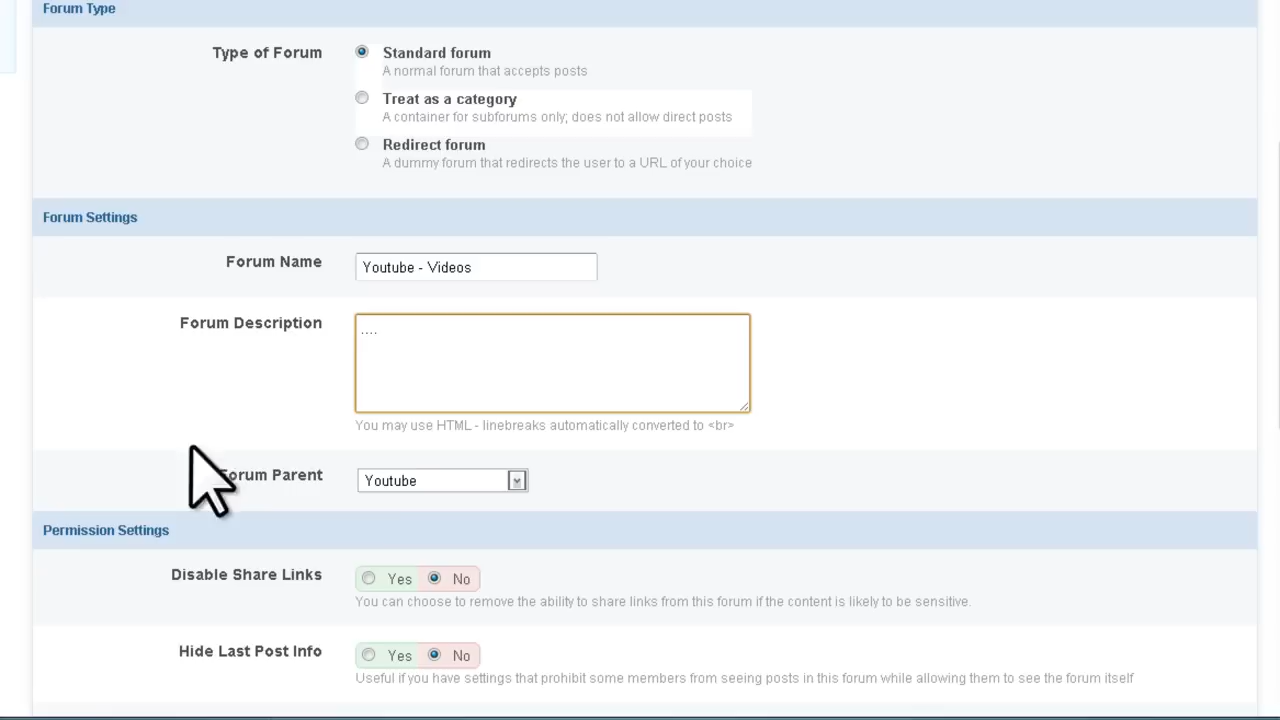 Forum Type
Type of Forum
Standard forum
A normal forum that accepts posts
Treat as a category
A container for subforums only; does not allow direct posts
Redirect forum
A dummy forum that redirects the user to a URL of your choice
Forum Settings
Forum Name
Youtube - Videos
Forum Description
....
You may use HTML - linebreaks automatically converted to <br>
Forum Parent
Youtube
Permission Settings
Disable Share Links
Yes No
You can choose to remove the ability to share links from this forum if the content is likely to be sensitive.
Hide Last Post Info
Yes No
Useful if you have settings that prohibit some members from seeing posts in this forum while allowing them to see the forum itself